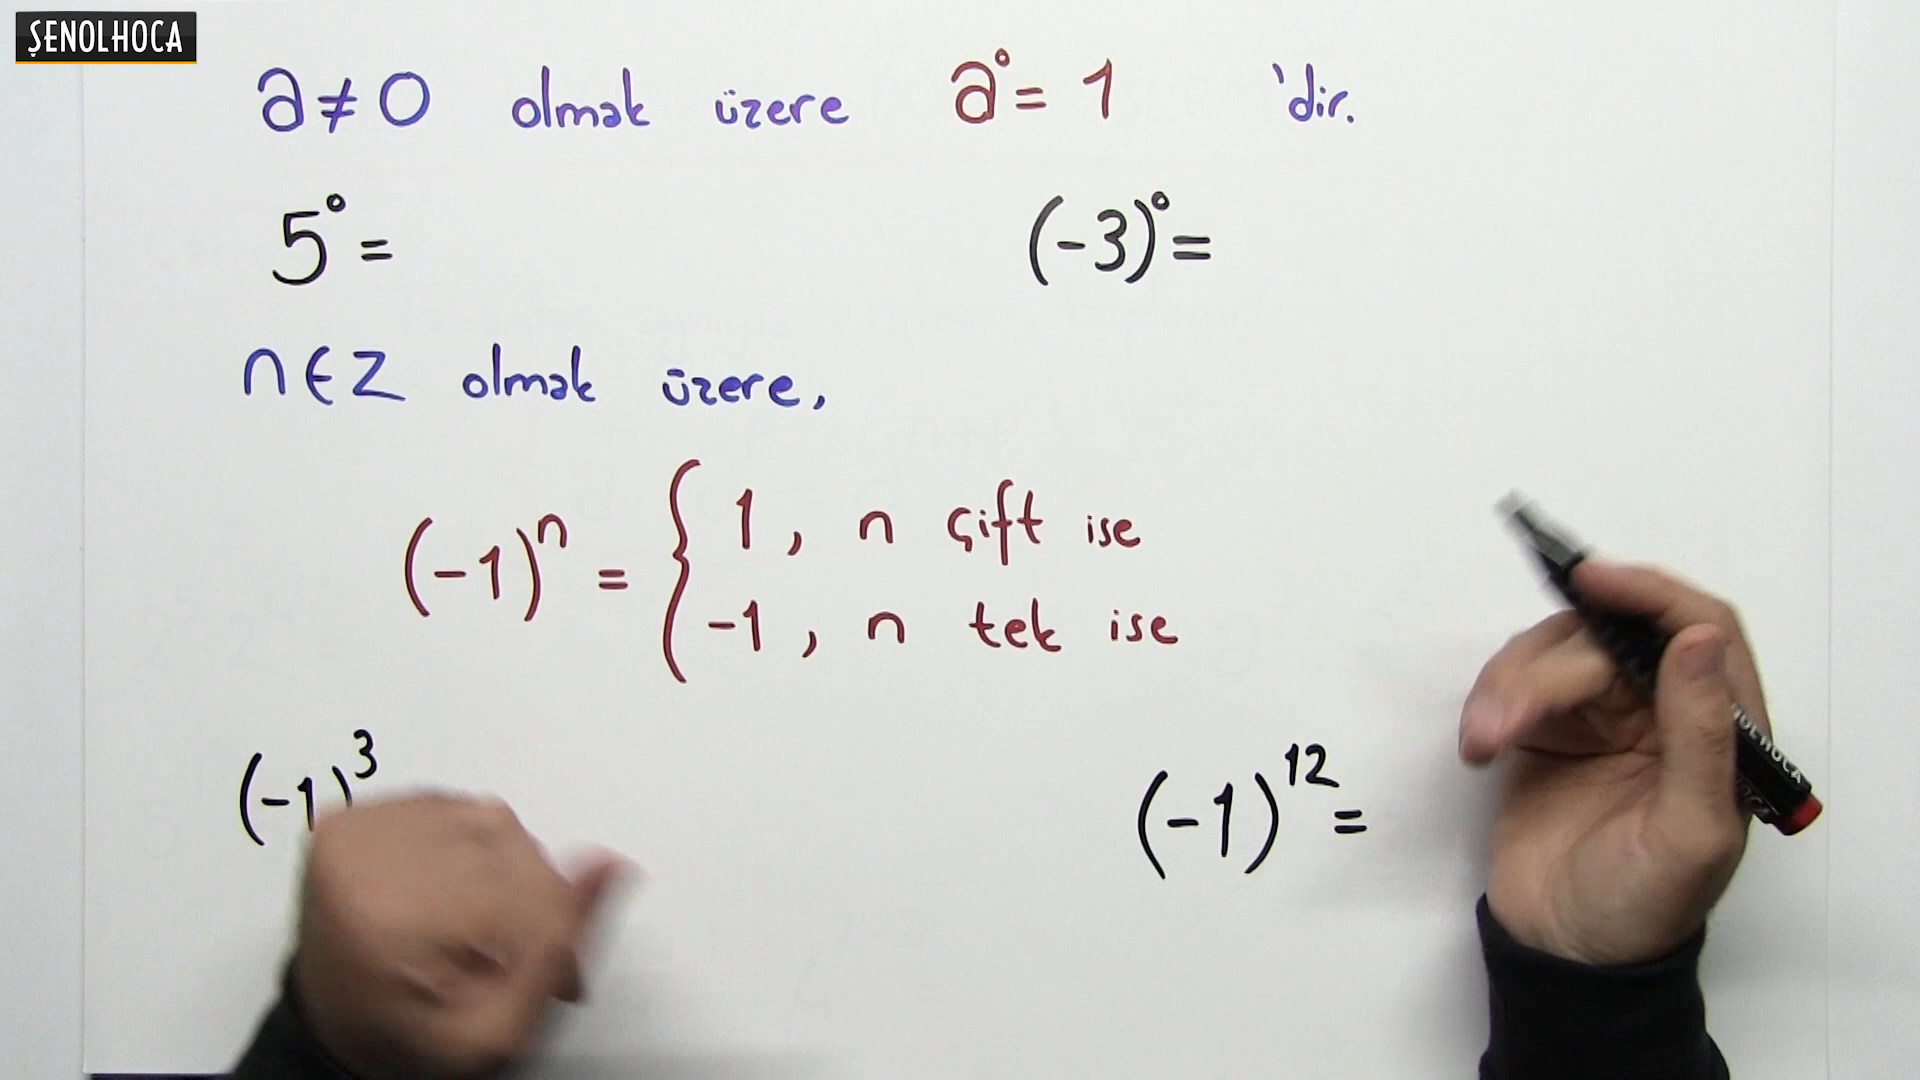 ŞENOLHOCA
a≠0 olmak üzere a⁰ = 1 'dir.
5⁰ = (-3)⁰ =
n∈Z olmak üzere,
(-1)ⁿ = { 1 , n çift ise
-1 , n tek ise
(-1)³ (-1)¹² =